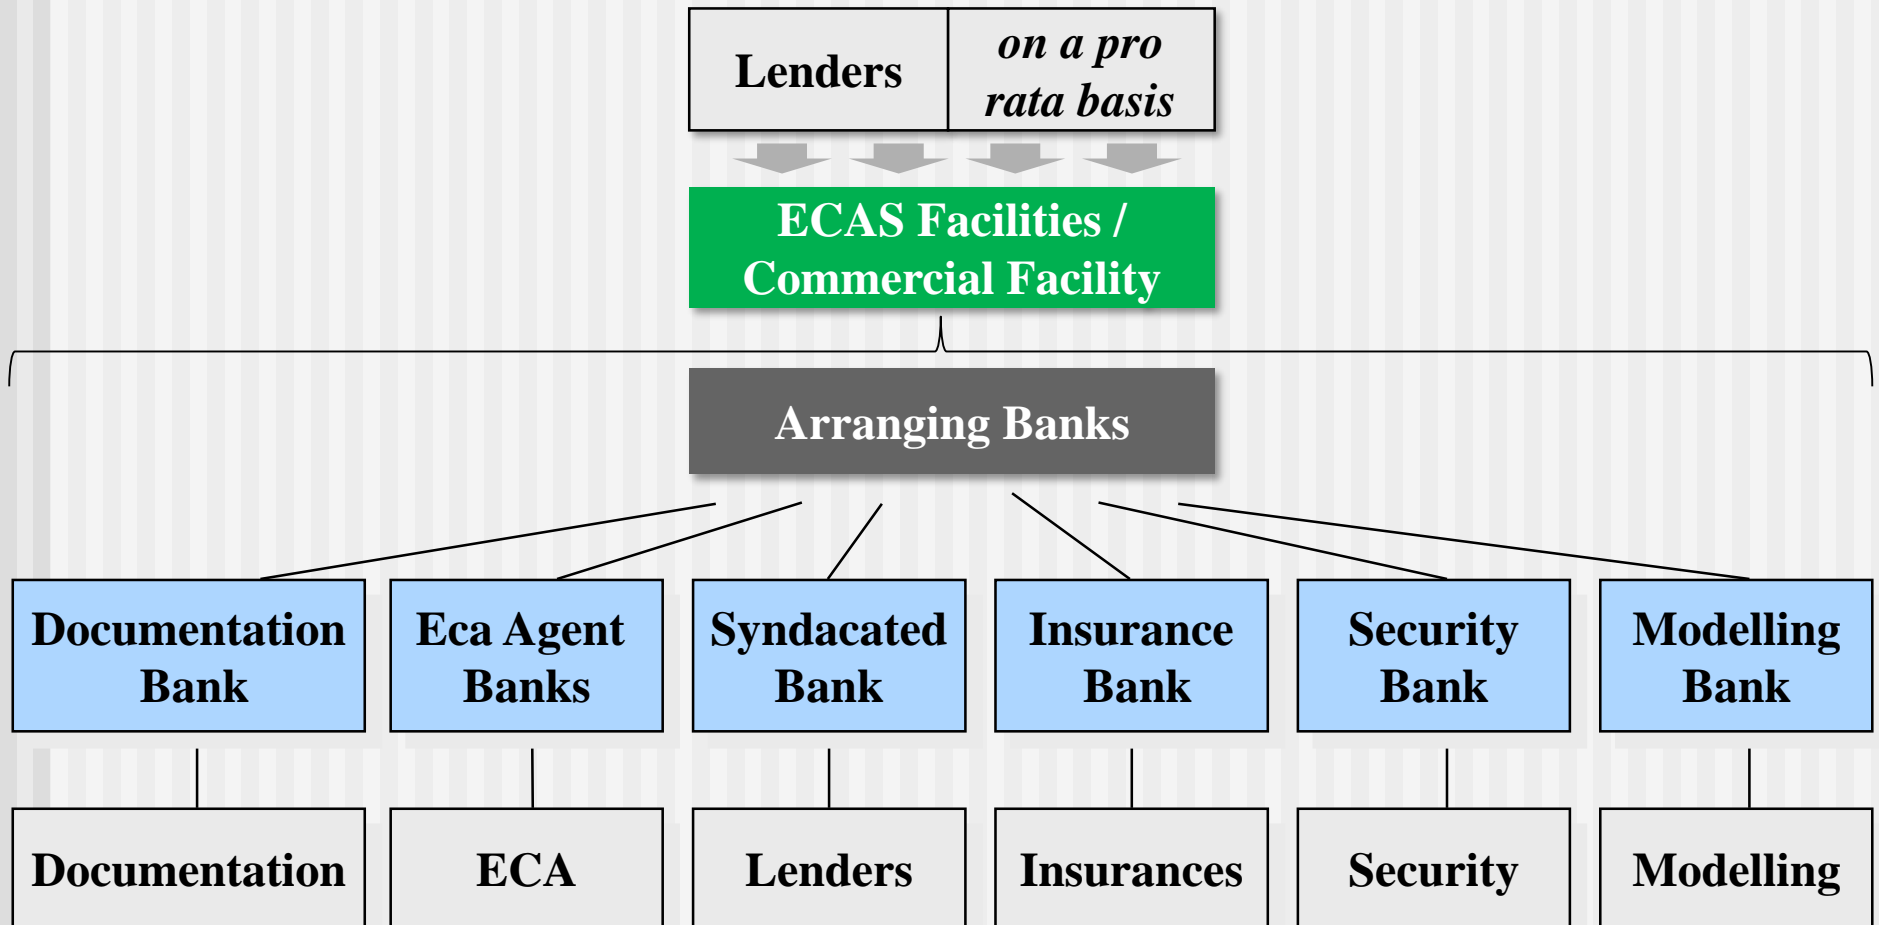 Lenders
on a pro
rata basis
ECAS Facilities /
Commercial Facility
Arranging Banks
Documentation
Bank
Eca Agent
Banks
Syndacated
Bank
Insurance
Bank
Security
Bank
Modelling
Bank
Documentation
ECA
Lenders
Insurances
Security
Modelling